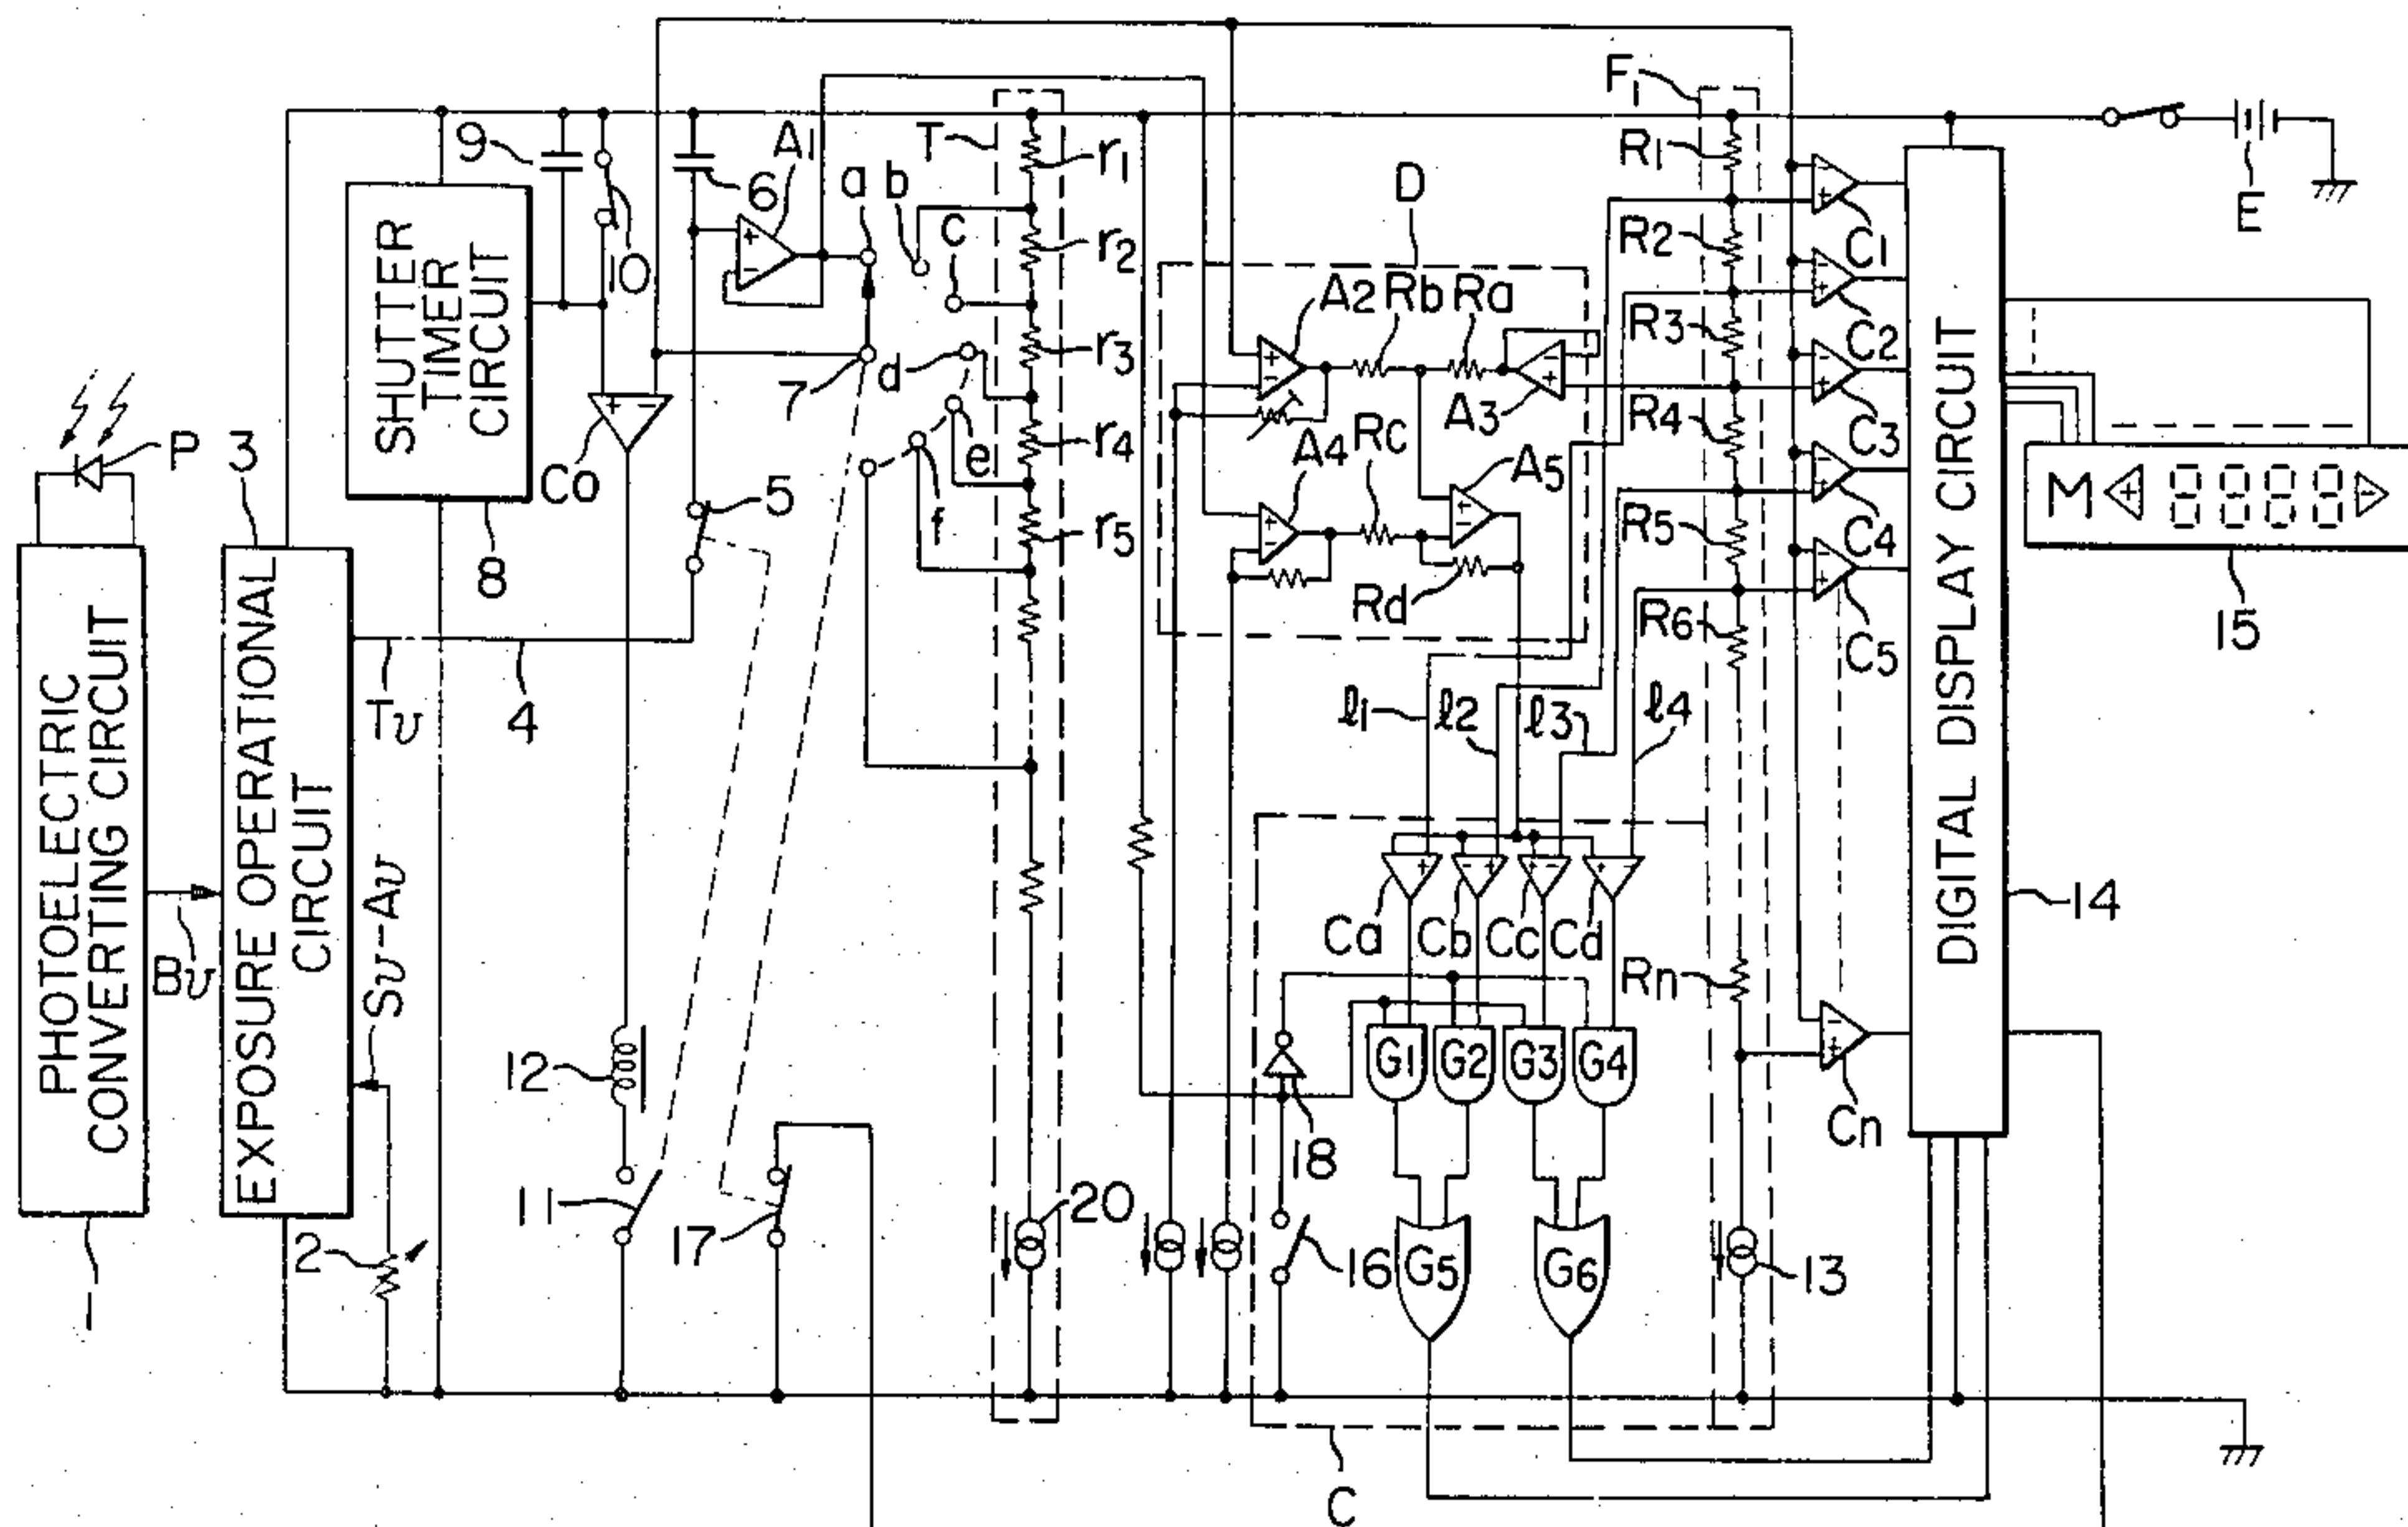 F1
9
A1
T
r1
R1
SHUTTER TIMER CIRCUIT
10
6
a
b
c
r2
D
R2
C1
E
A2
Rb
Ra
R3
C2
r3
7
d
A3
P
3
Co
r4
e
A4
Rc
A5
R4
C3
M + 8888 -
8
5
f
r5
R5
C4
Rd
R6
C5
15
PHOTOELECTRIC CONVERTING CIRCUIT
EXPOSURE OPERATIONAL CIRCUIT
Tv
4
l1
l2
l3
l4
DIGITAL DISPLAY CIRCUIT
Bv
Sv-Av
Ca
Cb
Cc
Cd
14
Rn
12
G1
G2
G3
G4
18
Cn
11
17
20
16
G5
G6
13
2
1
C